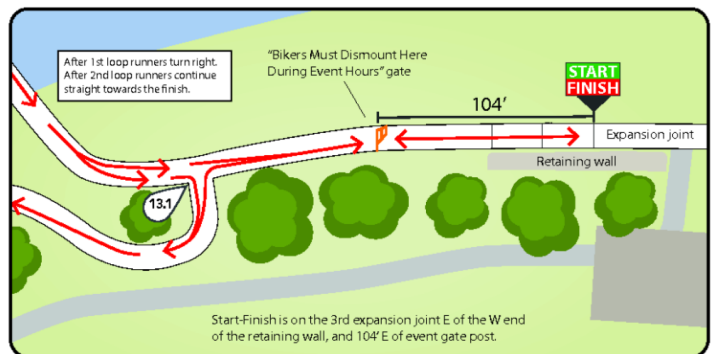 After 1st loop runners turn right.
After 2nd loop runners continue
straight towards the finish.
"Bikers Must Dismount Here
During Event Hours" gate
104'
START
FINISH
Expansion joint
Retaining wall
13.1
Start-Finish is on the 3rd expansion joint E of the W end
of the retaining wall, and 104' E of event gate post.